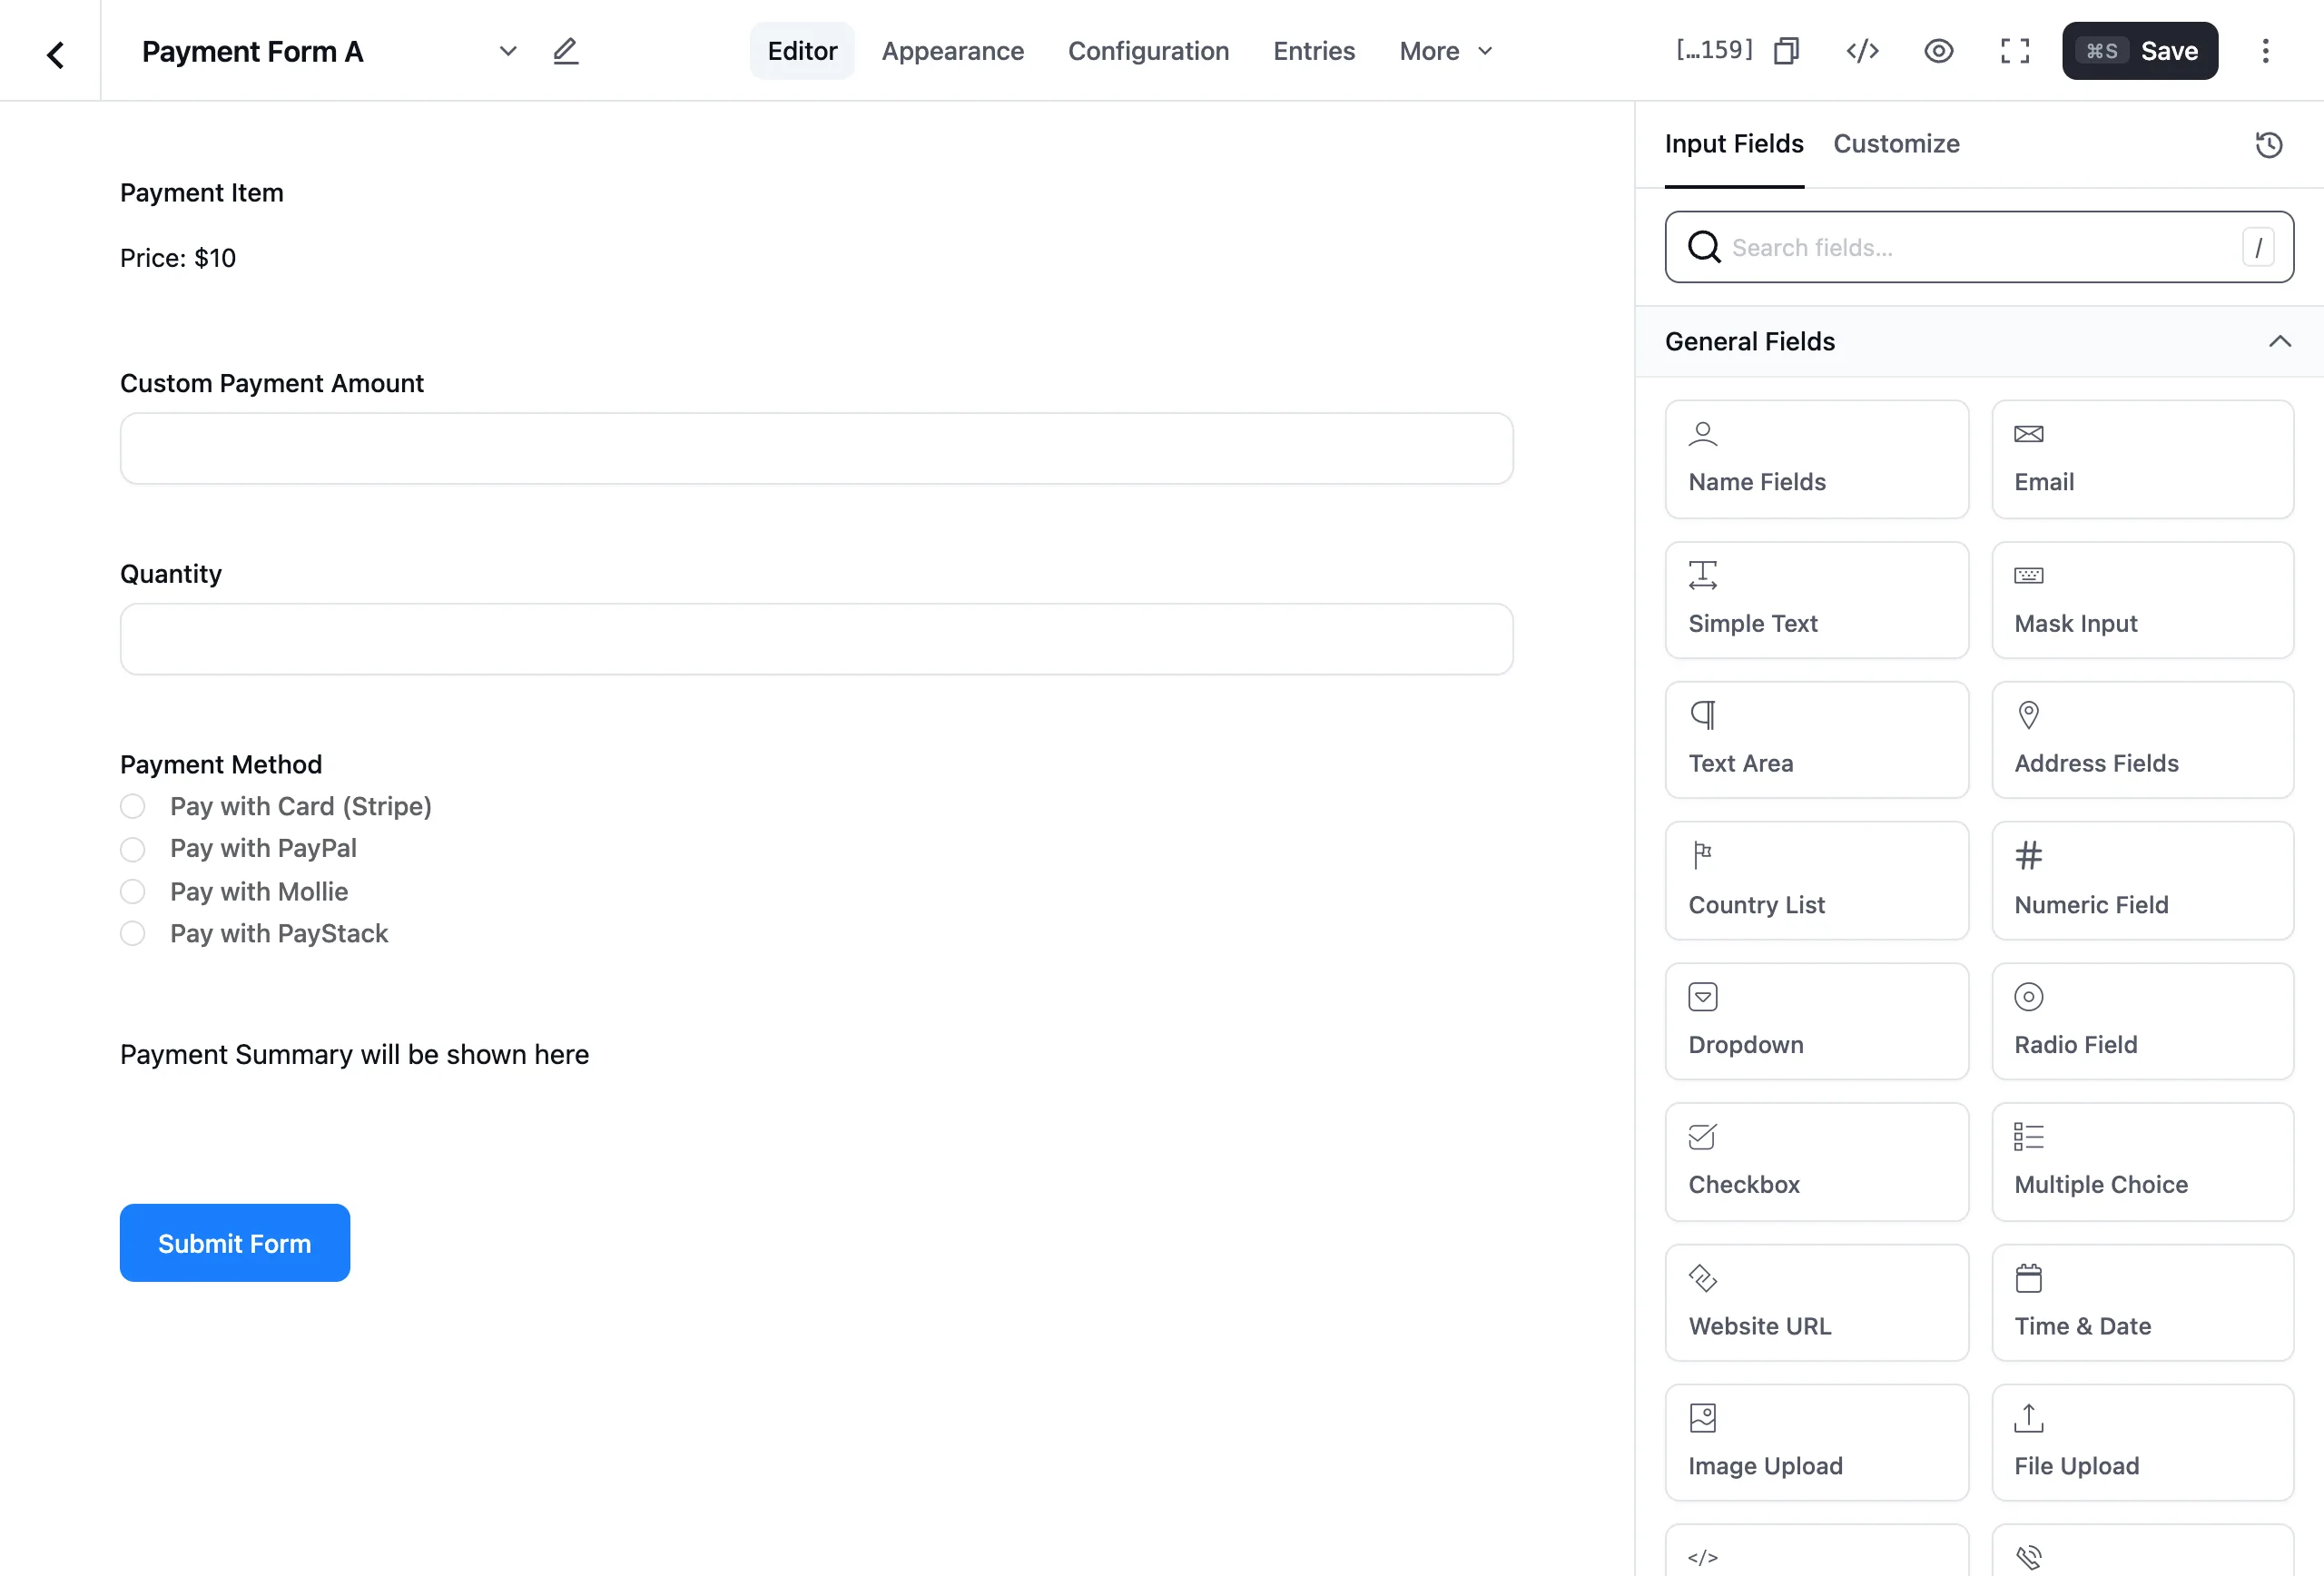 Payment Form A
Editor
Appearance
Configuration
Entries
More
[...159]
⌘S Save
Payment Item
Price: $10
Custom Payment Amount
Quantity
Payment Method
Pay with Card (Stripe)
Pay with PayPal
Pay with Mollie
Pay with PayStack
Payment Summary will be shown here
Submit Form
Input Fields
Customize
Search fields...
/
General Fields
Name Fields
Email
Simple Text
Mask Input
Text Area
Address Fields
Country List
Numeric Field
Dropdown
Radio Field
Checkbox
Multiple Choice
Website URL
Time & Date
Image Upload
File Upload